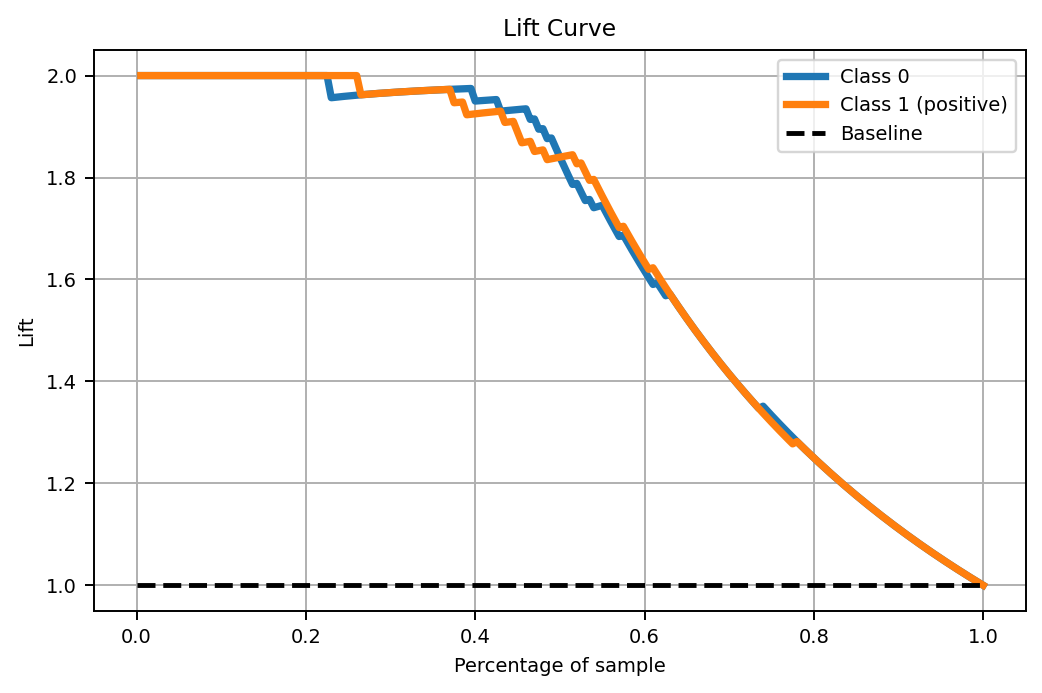 Lift Curve
Class 0
Class 1 (positive)
Baseline
Lift
2.0
1.8
1.6
1.4
1.2
1.0
0.0 0.2 0.4 0.6 0.8 1.0
Percentage of sample